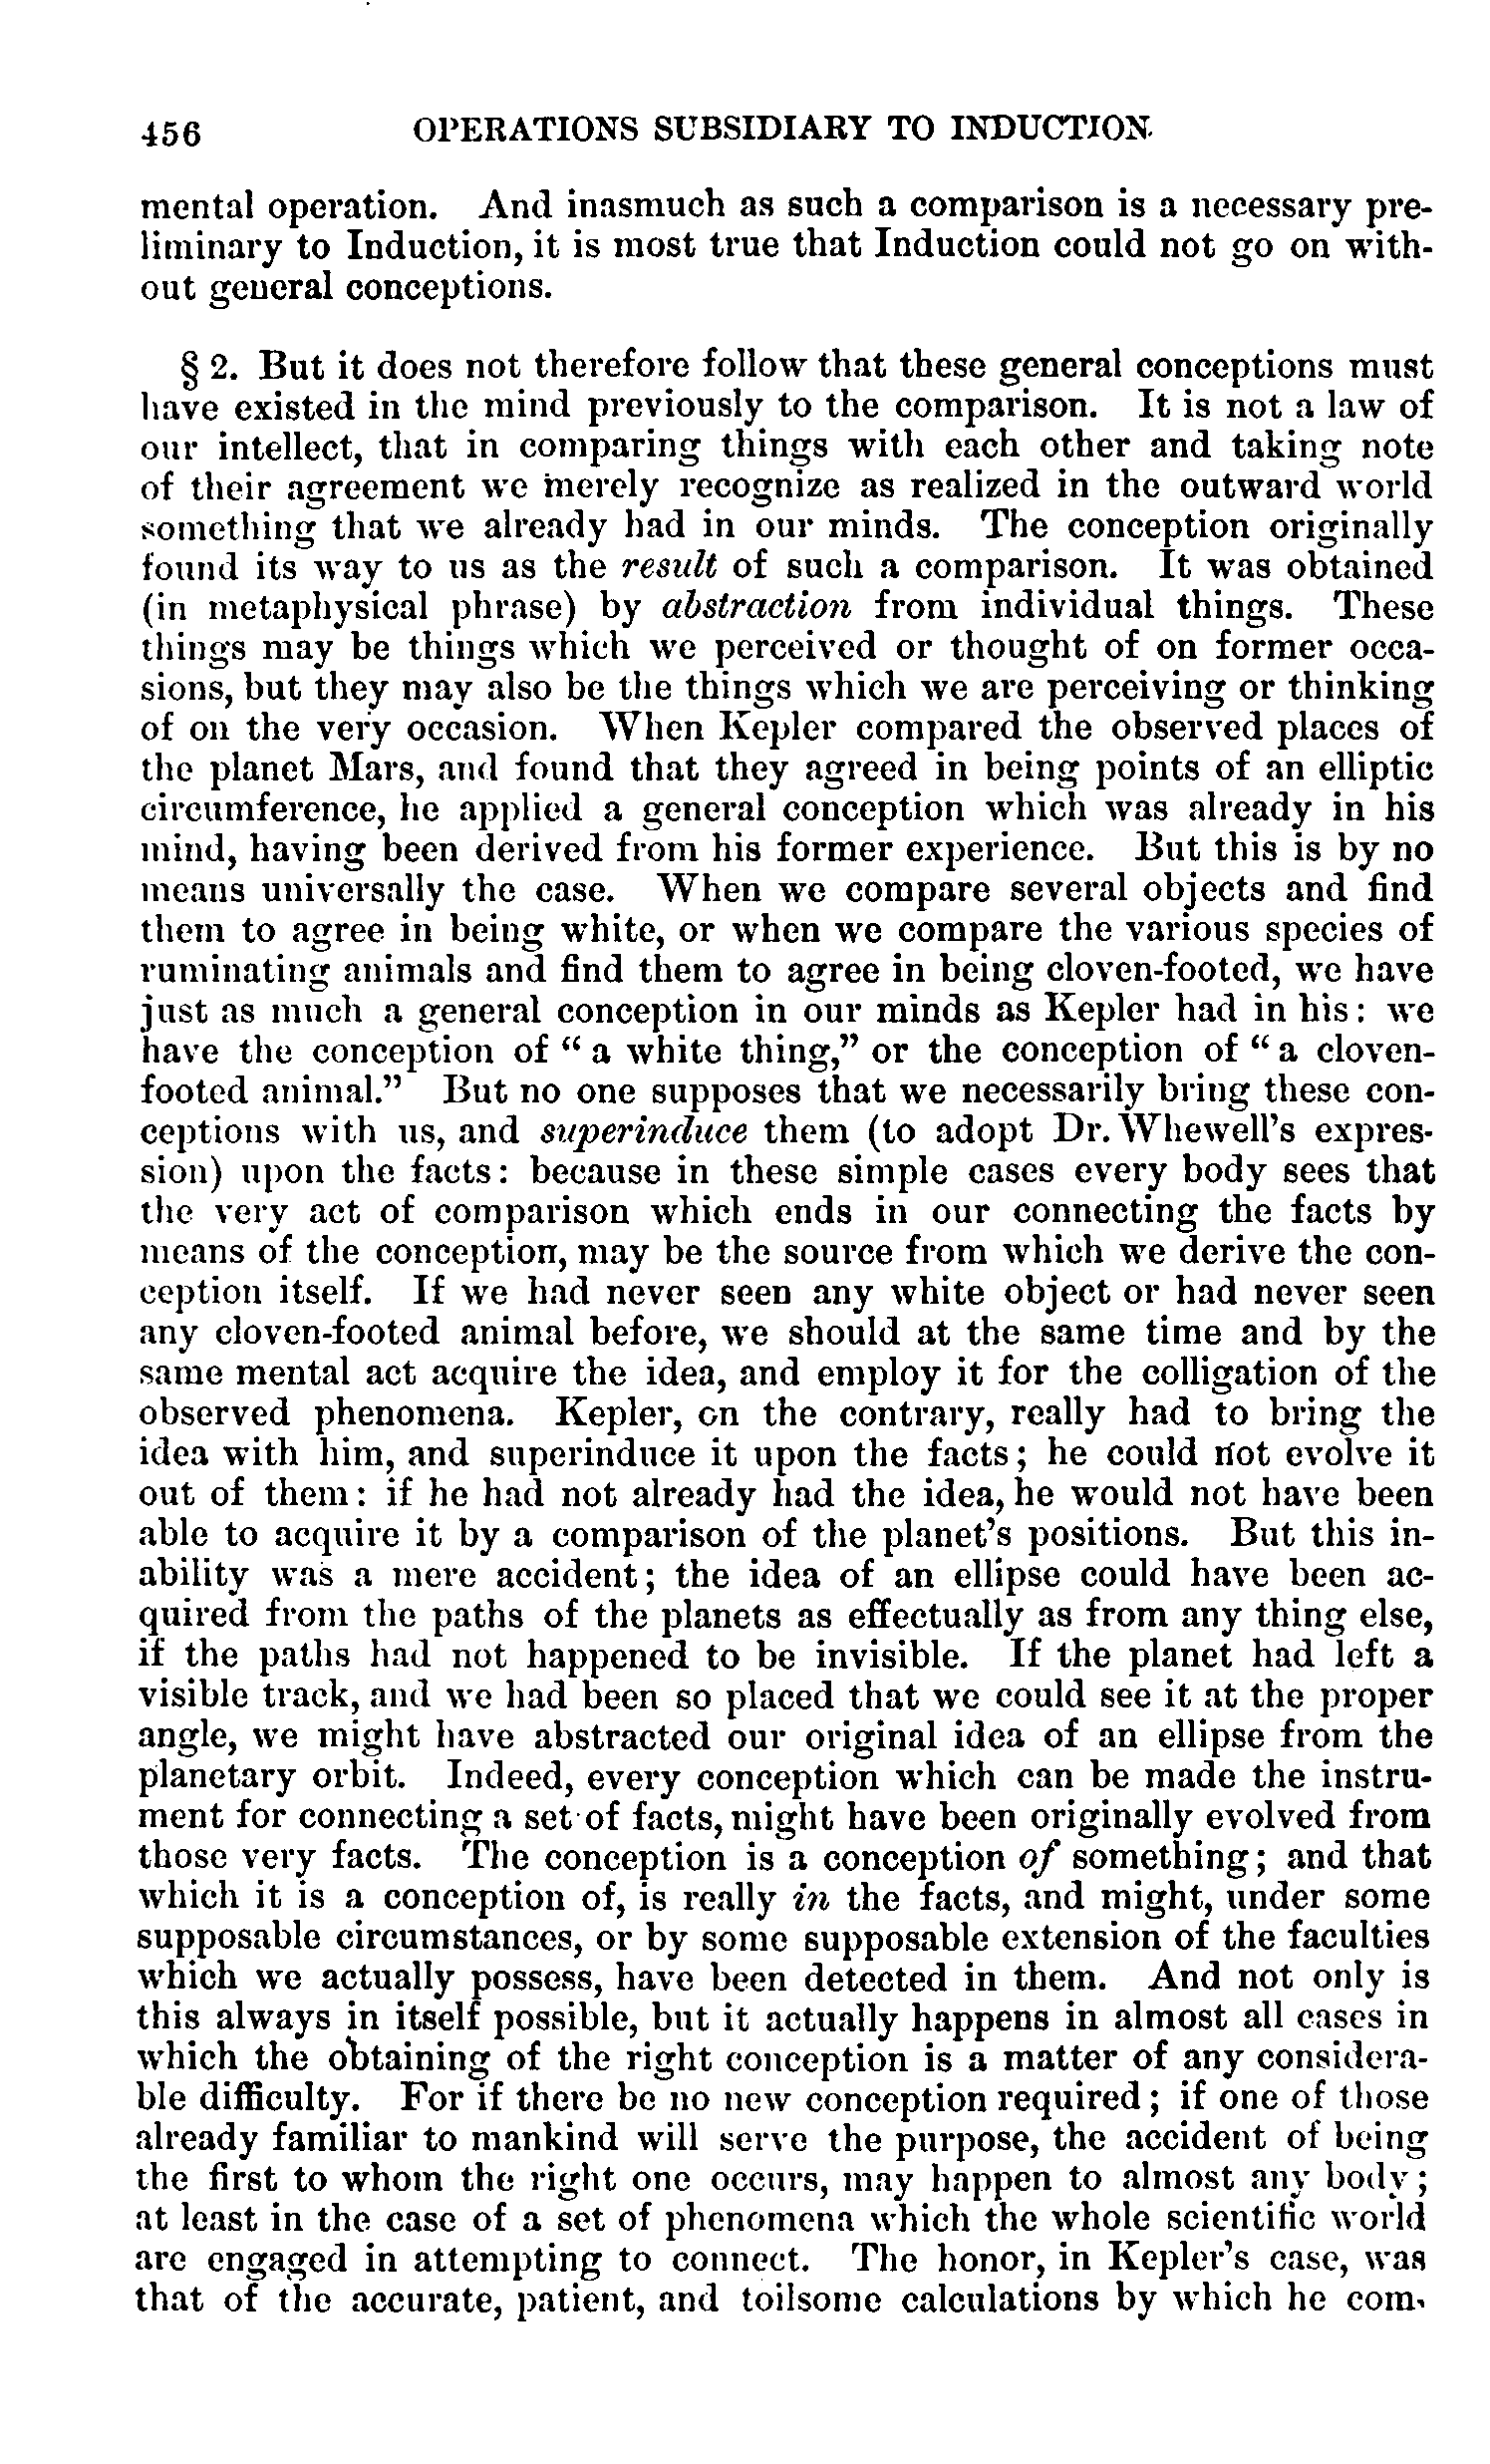 456 OPERATIONS SUBSIDIARY TO INDUCTION.
mental operation. And inasmuch as such a comparison is a necessary pre-
liminary to Induction, it is most true that Induction could not go on with-
out general conceptions.
§ 2. But it does not therefore follow that these general conceptions must
have existed in the mind previously to the comparison. It is not a law of
our intellect, that in comparing things with each other and taking note
of their agreement we merely recognize as realized in the outward world
something that we already had in our minds. The conception originally
found its way to us as the result of such a comparison. It was obtained
(in metaphysical phrase) by abstraction from individual things. These
things may be things which we perceived or thought of on former occa-
sions, but they may also be the things which we are perceiving or thinking
of on the very occasion. When Kepler compared the observed places of
the planet Mars, and found that they agreed in being points of an elliptic
circumference, he applied a general conception which was already in his
mind, having been derived from his former experience. But this is by no
means universally the case. When we compare several objects and find
them to agree in being white, or when we compare the various species of
ruminating animals and find them to agree in being cloven-footed, we have
just as much a general conception in our minds as Kepler had in his: we
have the conception of “a white thing,” or the conception of “a cloven-
footed animal.” But no one supposes that we necessarily bring these con-
ceptions with us, and superinduce them (to adopt Dr. Whewell's expres-
sion) upon the facts: because in these simple cases every body sees that
the very act of comparison which ends in our connecting the facts by
means of the conception, may be the source from which we derive the con-
ception itself. If we had never seen any white object or had never seen
any cloven-footed animal before, we should at the same time and by the
same mental act acquire the idea, and employ it for the colligation of the
observed phenomena. Kepler, on the contrary, really had to bring the
idea with him, and superinduce it upon the facts; he could not evolve it
out of them: if he had not already had the idea, he would not have been
able to acquire it by a comparison of the planet's positions. But this in-
ability was a mere accident; the idea of an ellipse could have been ac-
quired from the paths of the planets as effectually as from any thing else,
if the paths had not happened to be invisible. If the planet had left a
visible track, and we had been so placed that we could see it at the proper
angle, we might have abstracted our original idea of an ellipse from the
planetary orbit. Indeed, every conception which can be made the instru-
ment for connecting a set of facts, might have been originally evolved from
those very facts. The conception is a conception of something; and that
which it is a conception of, is really in the facts, and might, under some
supposable circumstances, or by some supposable extension of the faculties
which we actually possess, have been detected in them. And not only is
this always in itself possible, but it actually happens in almost all cases in
which the obtaining of the right conception is a matter of any considera-
ble difficulty. For if there be no new conception required; if one of those
already familiar to mankind will serve the purpose, the accident of being
the first to whom the right one occurs, may happen to almost any body;
at least in the case of a set of phenomena which the whole scientific world
are engaged in attempting to connect. The honor, in Kepler's case, was
that of the accurate, patient, and toilsome calculations by which he com-